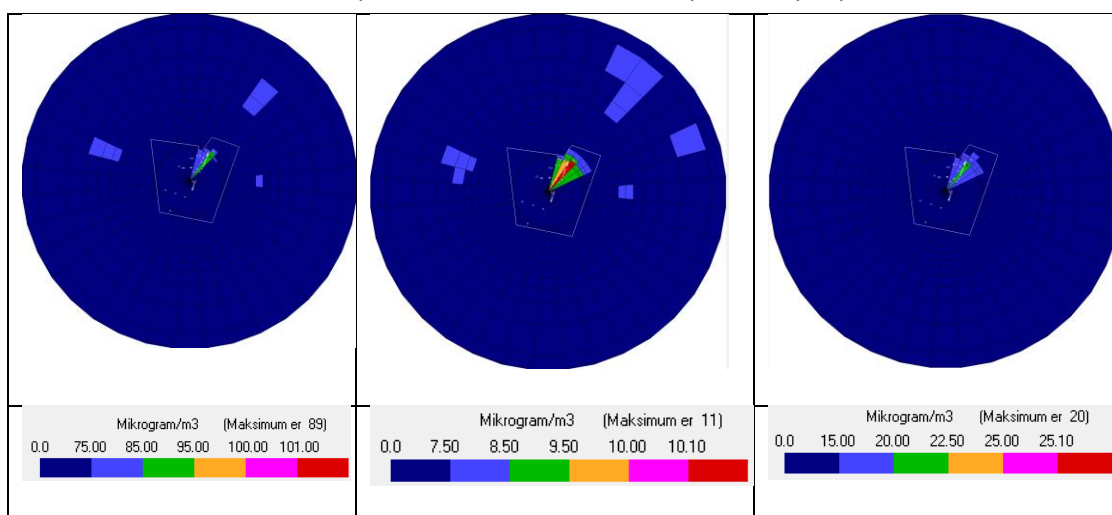 Mikrogram/m3 (Maksimum er 89)
0.0 75.00 85.00 95.00 100.00 101.00
Mikrogram/m3 (Maksimum er 11)
0.0 7.50 8.50 9.50 10.00 10.10
Mikrogram/m3 (Maksimum er 20)
0.0 15.00 20.00 22.50 25.00 25.10